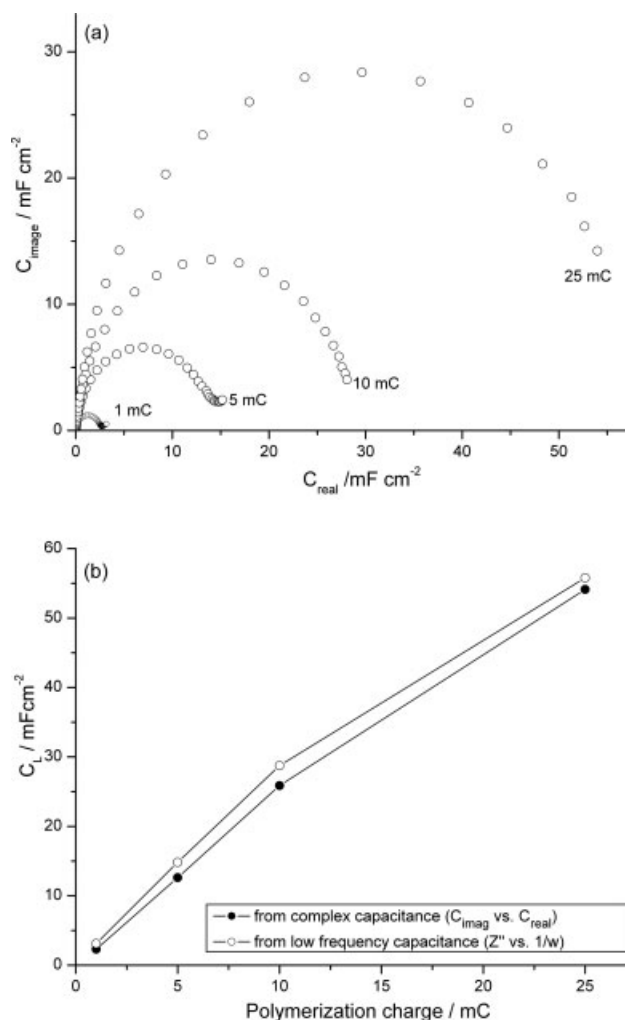 (a)
30
20
10
0
C_image / mF cm^-2
25 mC
10 mC
5 mC
1 mC
0 10 20 30 40 50
C_real /mF cm^-2
(b)
60
50
40
30
20
10
0
C_L / mFcm^-2
from complex capacitance (C_imag vs. C_real)
from low frequency capacitance (Z" vs. 1/w)
0 5 10 15 20 25
Polymerization charge / mC